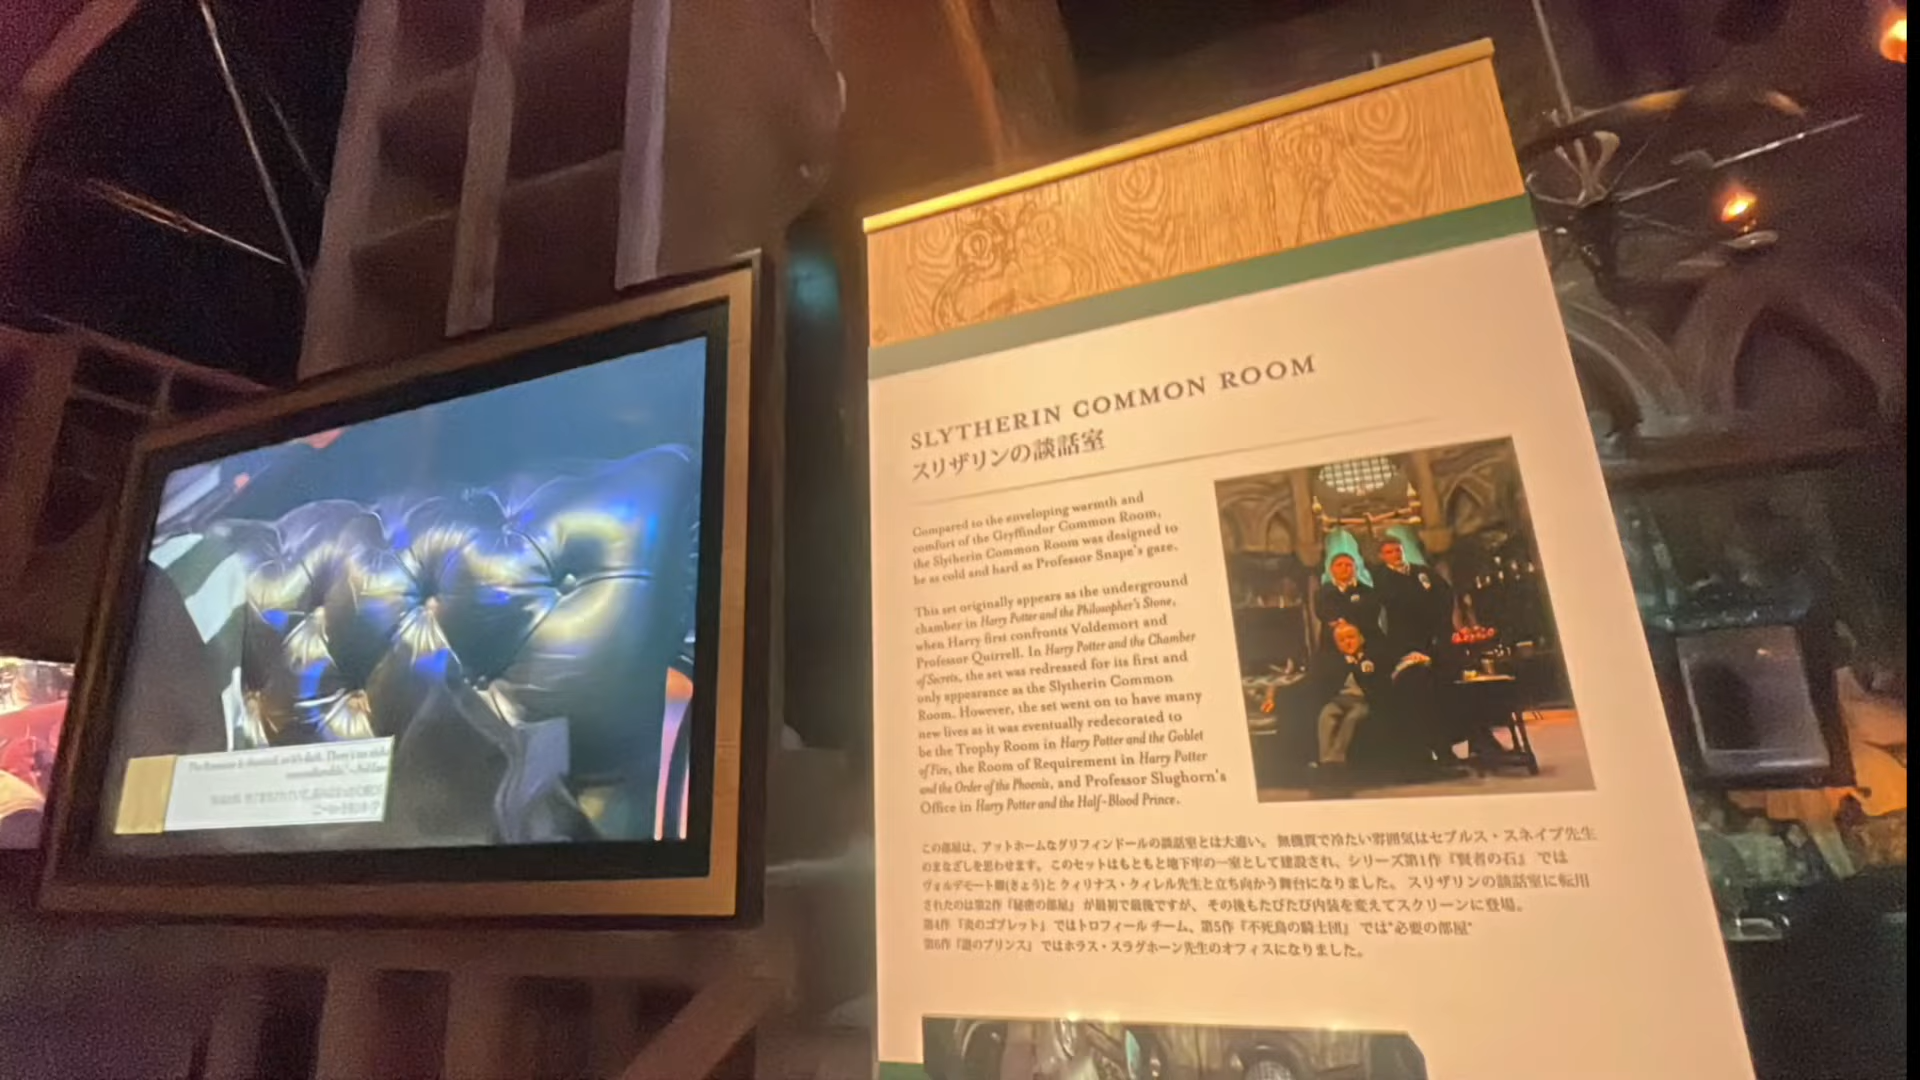 SLYTHERIN COMMON ROOM
スリザリンの談話室
Compared to the enveloping warmth and
comfort of the Gryffindor Common Room,
the Slytherin Common Room was designed to
be as cold and hard as Professor Snape's gaze.
This set originally appears as the underground
chamber in Harry Potter and the Philosopher's Stone,
when Harry first confronts Voldemort and
Professor Quirrell. In Harry Potter and the Chamber
of Secrets, the set was redressed for its first and
only appearance as the Slytherin Common
Room. However, the set went on to have many
new lives as it was eventually redecorated to
be the Trophy Room in Harry Potter and the Goblet
of Fire, the Room of Requirement in Harry Potter
and the Order of the Phoenix, and Professor Slughorn's
Office in Harry Potter and the Half-Blood Prince.
この部屋は、アットホームなグリフィンドールの談話室とは大違い。無機質で冷たい雰囲気はセブルス・スネイプ先生
のまなざしを思わせます。このセットはもともと地下牢の一室として建設され、シリーズ第1作『賢者の石』では
ヴォルデモート卿(きょう)とクィリナス・クィレル先生と立ち向かう舞台になりました。スリザリンの談話室に転用
されたのは第2作『秘密の部屋』が最初で最後ですが、その後もたびたび内装を変えてスクリーンに登場。
第4作『炎のゴブレット』ではトロフィールーム、第5作『不死鳥の騎士団』では"必要の部屋"
第6作『謎のプリンス』ではホラス・スラグホーン先生のオフィスになりました。